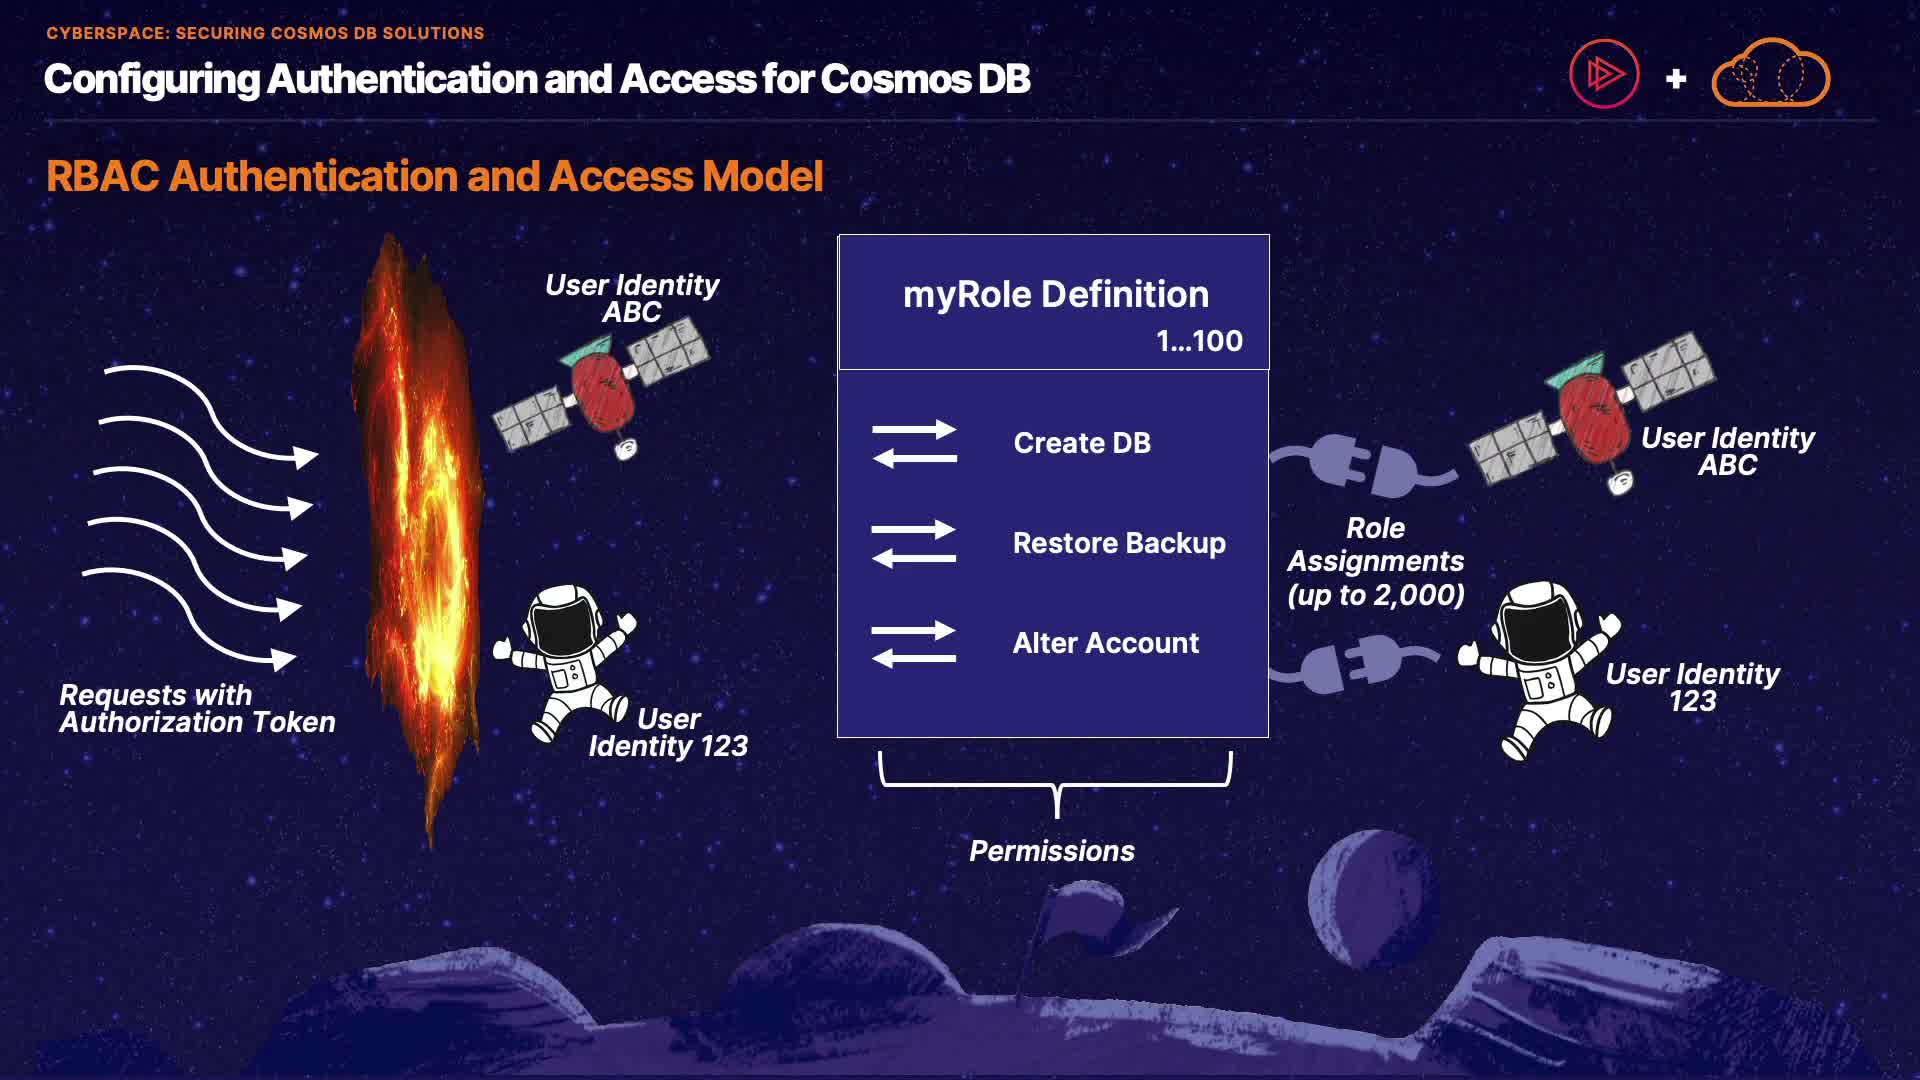 CYBERSPACE: SECURING COSMOS DB SOLUTIONS
Configuring Authentication and Access for Cosmos DB
RBAC Authentication and Access Model
Requests with
Authorization Token
User Identity
ABC
User
Identity 123
myRole Definition
1...100
Create DB
Restore Backup
Alter Account
Permissions
Role
Assignments
(up to 2,000)
User Identity
ABC
User Identity
123